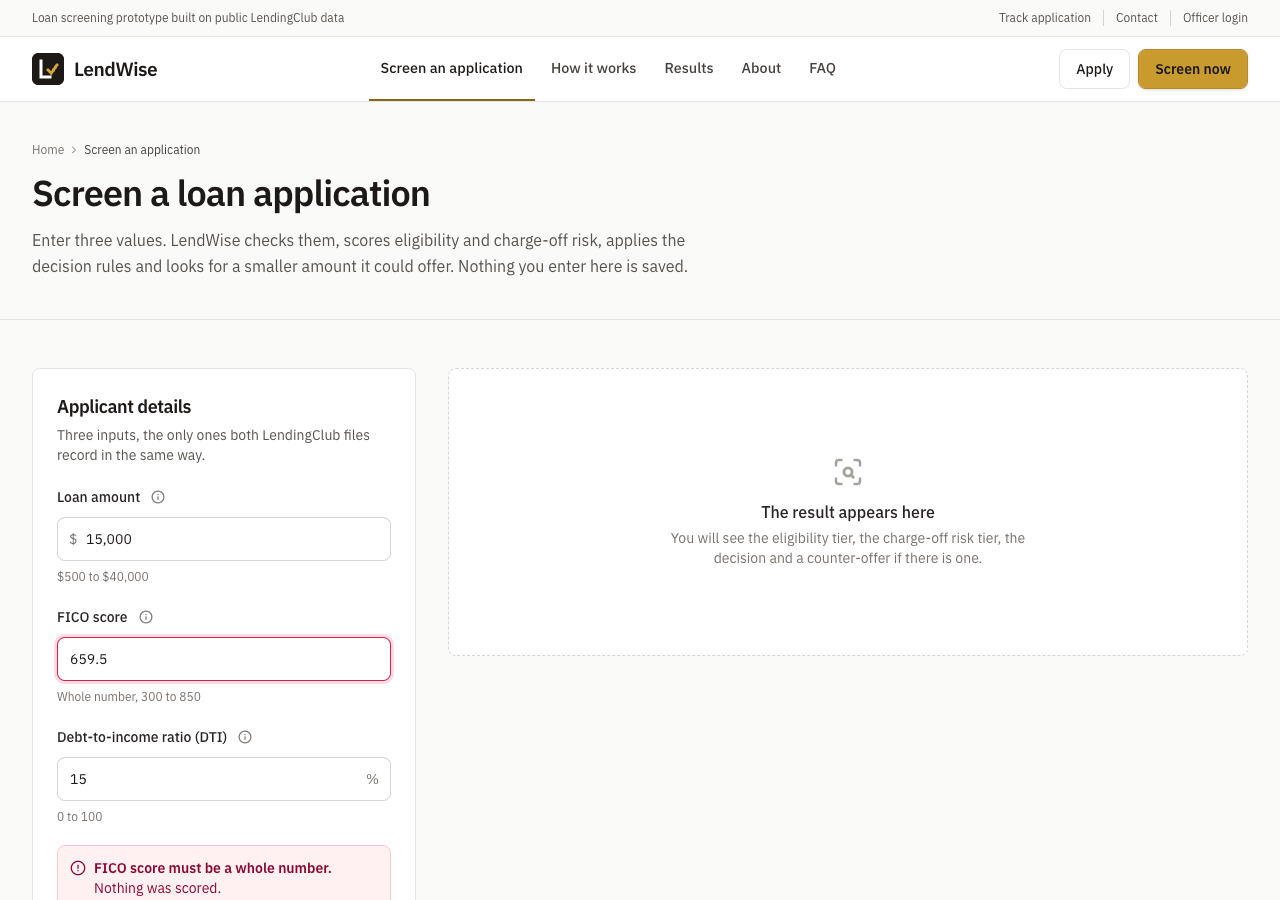 Loan screening prototype built on public LendingClub data
Track application
Contact
Officer login
LendWise
Screen an application
How it works
Results
About
FAQ
Apply
Screen now
Home
Screen an application
Screen a loan application
Enter three values. LendWise checks them, scores eligibility and charge-off risk, applies the
decision rules and looks for a smaller amount it could offer. Nothing you enter here is saved.
Applicant details
Three inputs, the only ones both LendingClub files
record in the same way.
Loan amount
$ 15,000
$500 to $40,000
FICO score
659.5
Whole number, 300 to 850
Debt-to-income ratio (DTI)
15 %
0 to 100
FICO score must be a whole number.
Nothing was scored.
The result appears here
You will see the eligibility tier, the charge-off risk tier, the
decision and a counter-offer if there is one.